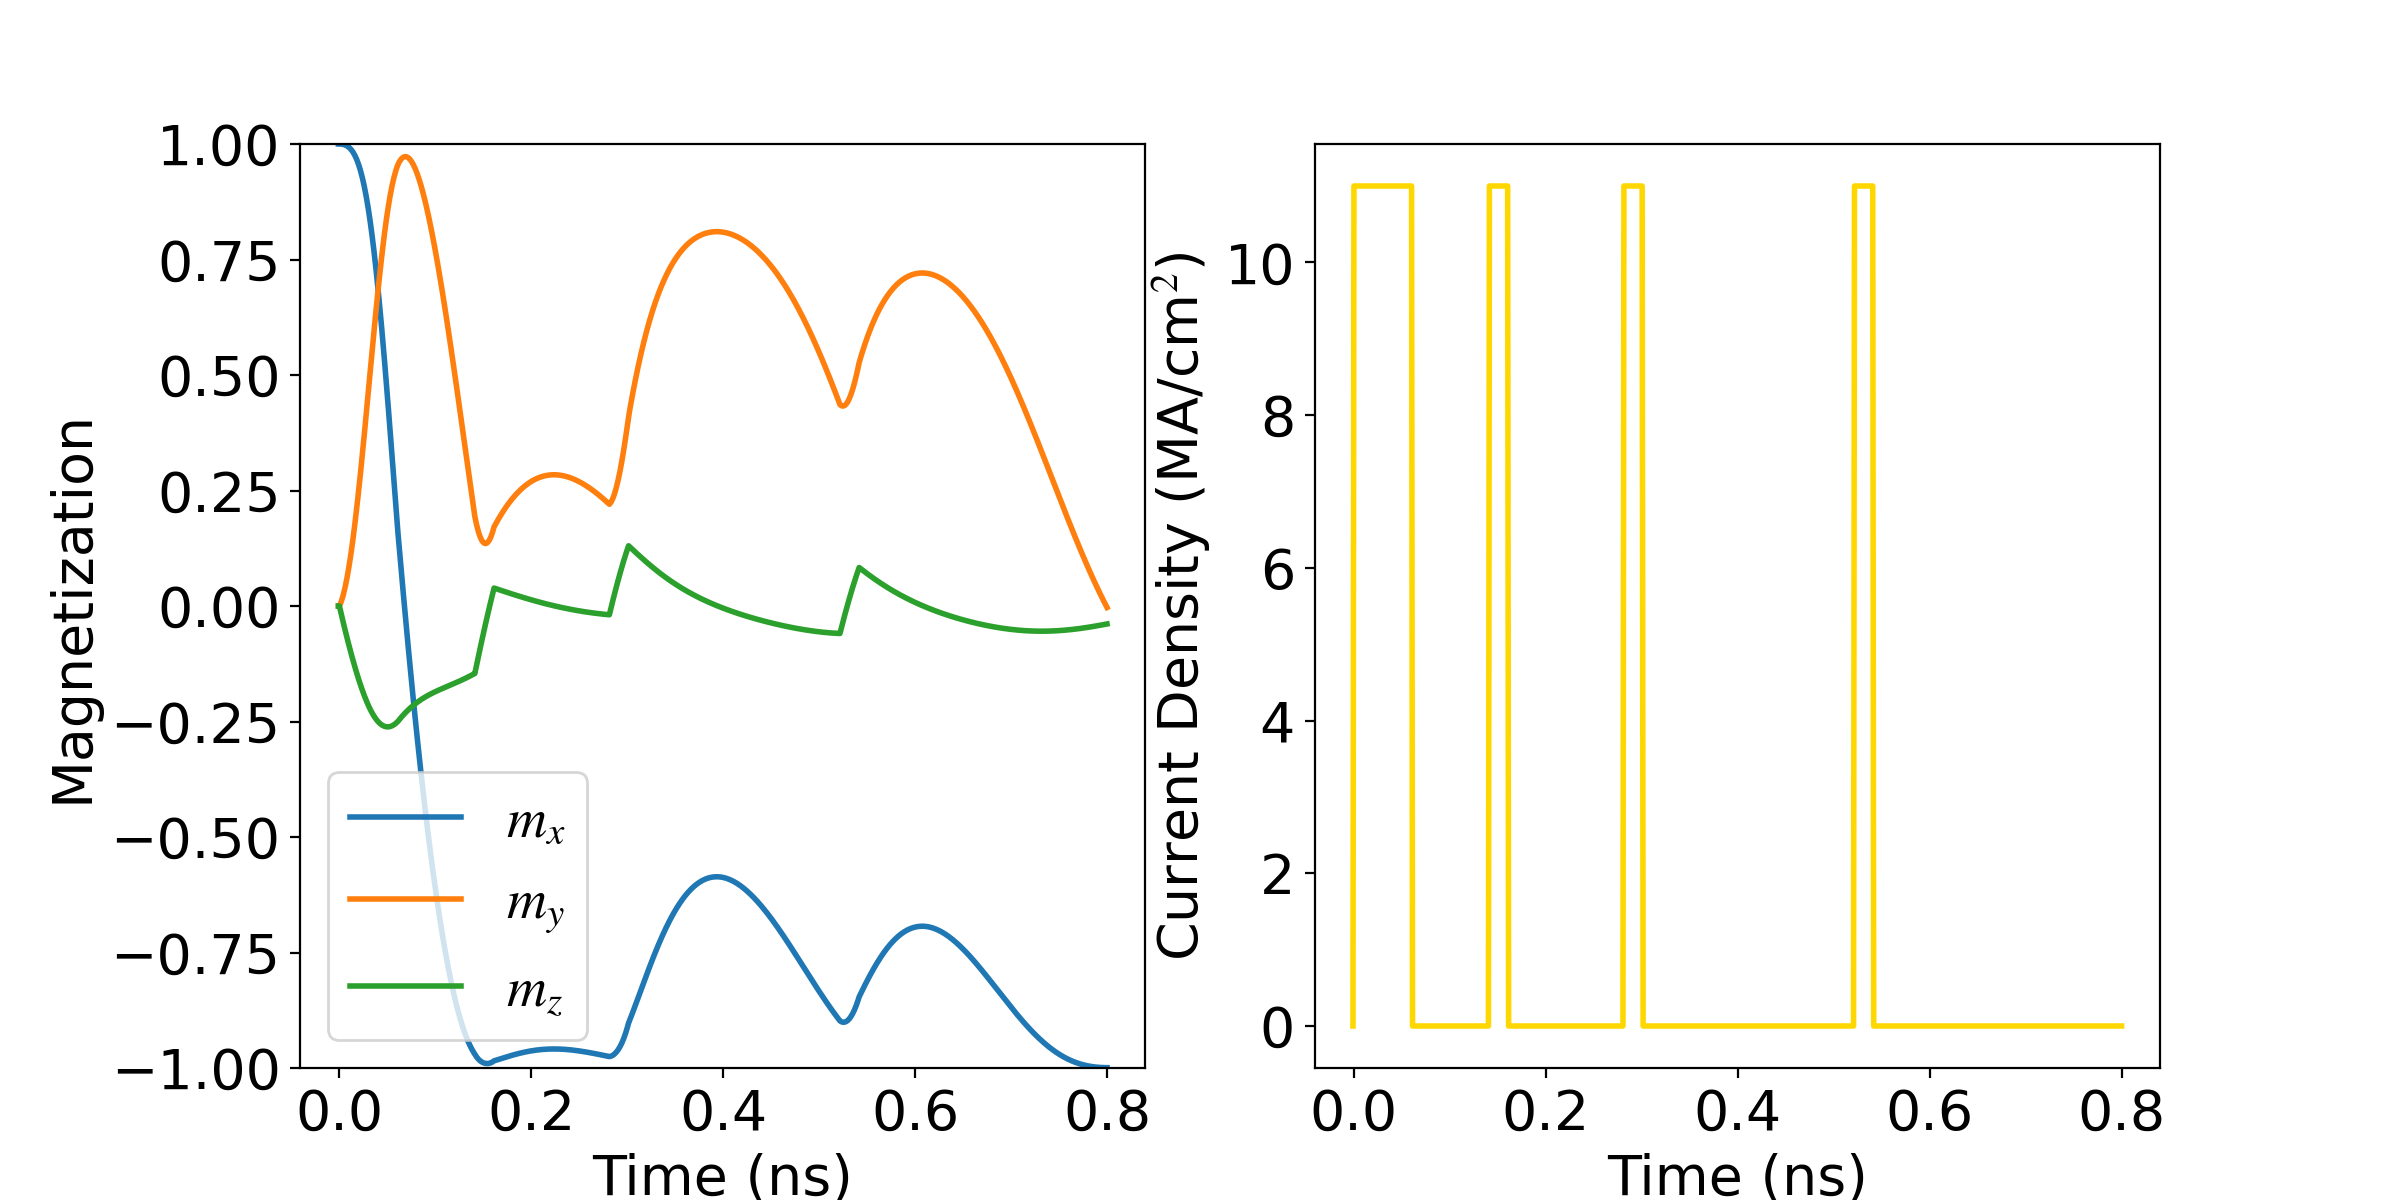 Magnetization
1.00
0.75
0.50
0.25
0.00
−0.25
−0.50
−0.75
−1.00
m_x
m_y
m_z
0.0 0.2 0.4 0.6 0.8
Time (ns)
Current Density (MA/cm²)
10
8
6
4
2
0
0.0 0.2 0.4 0.6 0.8
Time (ns)